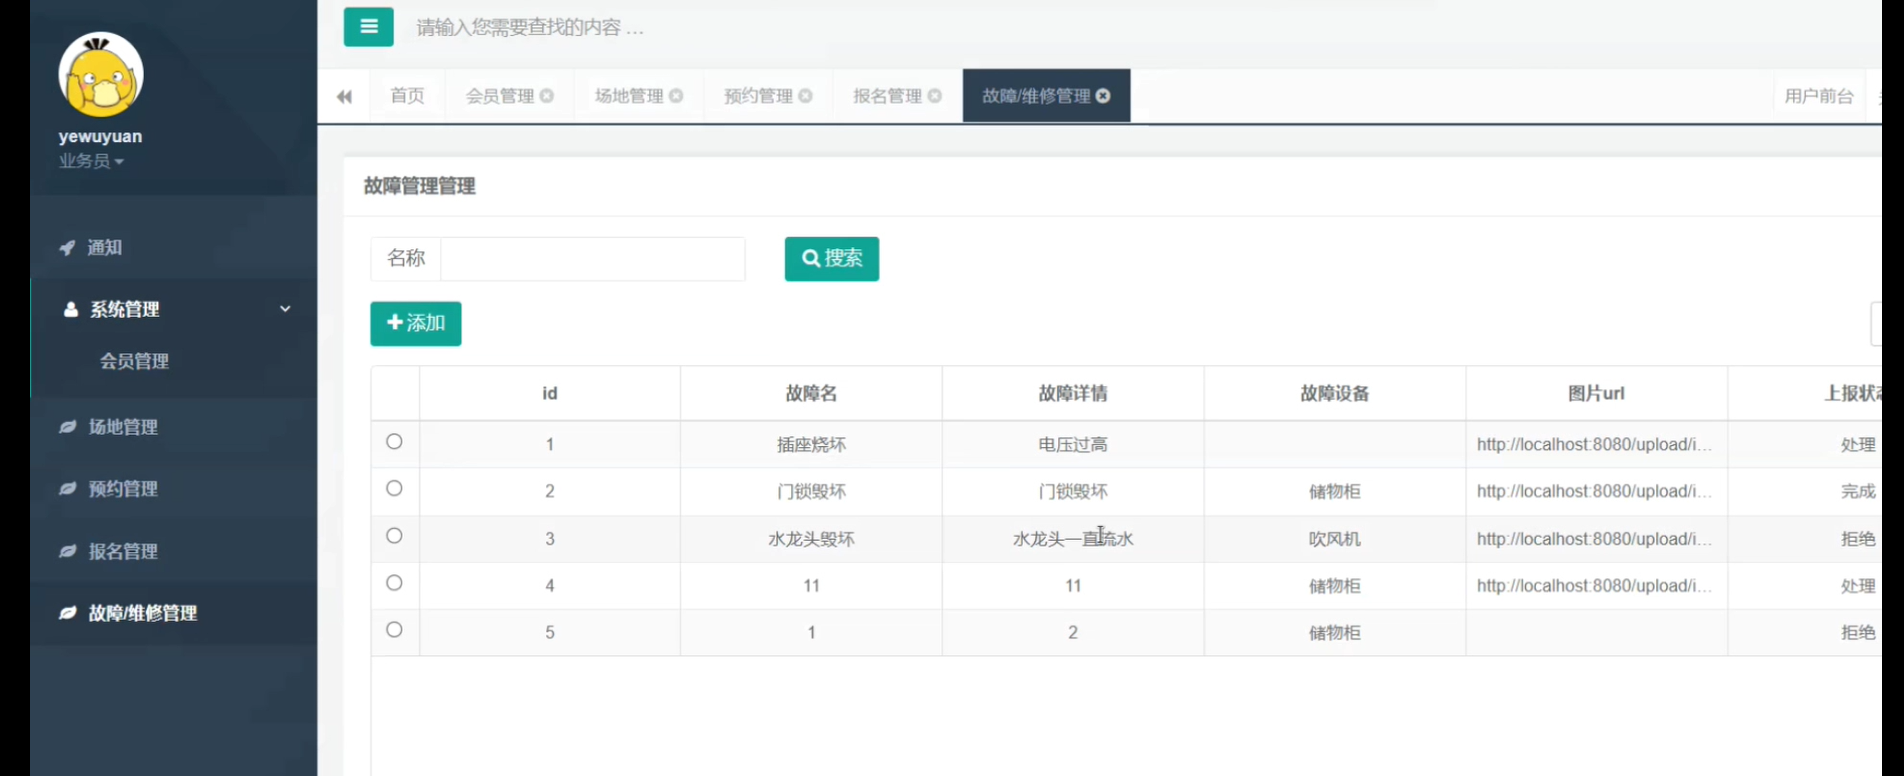 请输入您需要查找的内容 …
yewuyuan
业务员
首页 会员管理 场地管理 预约管理 报名管理 故障/维修管理 用户前台
通知
系统管理
会员管理
场地管理
预约管理
报名管理
故障/维修管理
故障管理管理
名称 搜索
添加
id 故障名 故障详情 故障设备 图片url 上报状态
1 插座烧坏 电压过高 http://localhost:8080/upload/i... 处理
2 门锁毁坏 门锁毁坏 储物柜 http://localhost:8080/upload/i... 完成
3 水龙头毁坏 水龙头一直流水 吹风机 http://localhost:8080/upload/i... 拒绝
4 11 11 储物柜 http://localhost:8080/upload/i... 处理
5 1 2 储物柜 拒绝